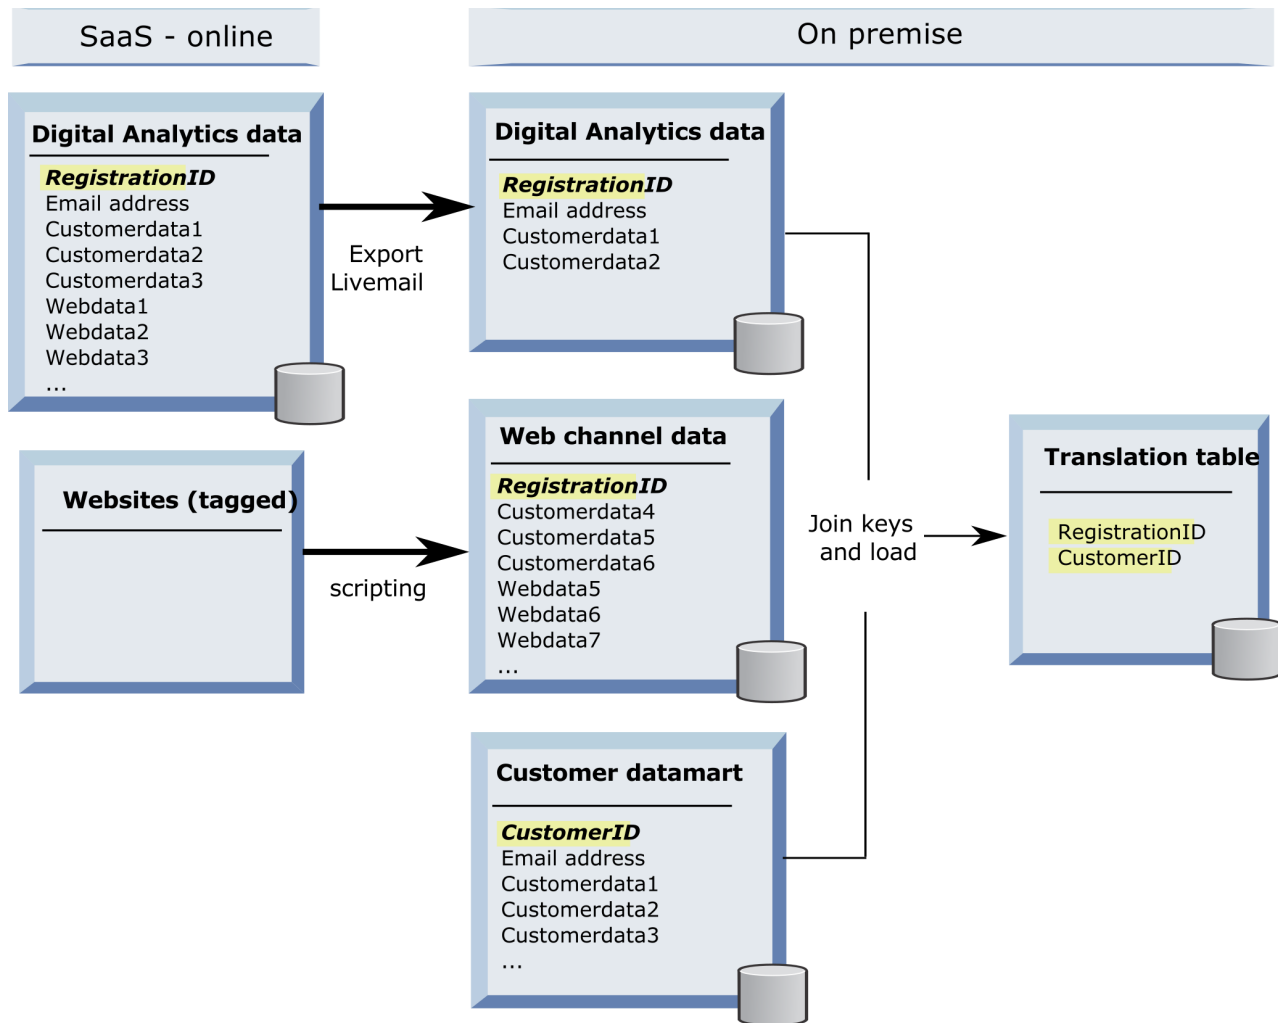 SaaS - online
On premise
Digital Analytics data
RegistrationID
Email address
Customerdata1
Customerdata2
Customerdata3
Webdata1
Webdata2
Webdata3
...
Export
Livemail
Digital Analytics data
RegistrationID
Email address
Customerdata1
Customerdata2
Websites (tagged)
scripting
Web channel data
RegistrationID
Customerdata4
Customerdata5
Customerdata6
Webdata5
Webdata6
Webdata7
...
Customer datamart
CustomerID
Email address
Customerdata1
Customerdata2
Customerdata3
...
Join keys
and load
Translation table
RegistrationID
CustomerID